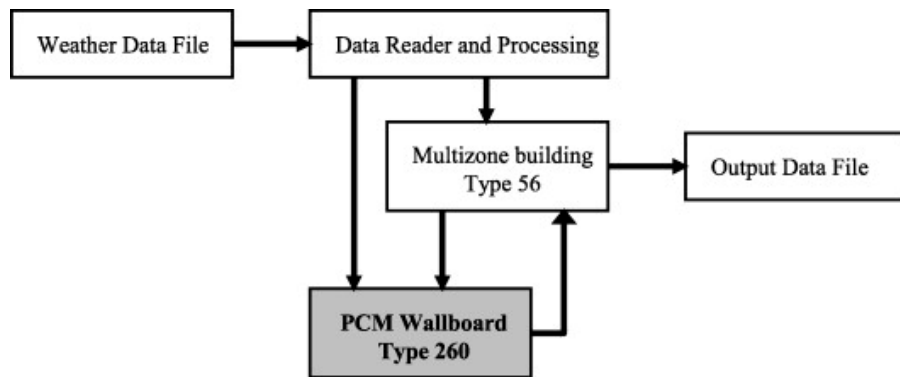 Weather Data File
Data Reader and Processing
Multizone building
Type 56
Output Data File
PCM Wallboard
Type 260